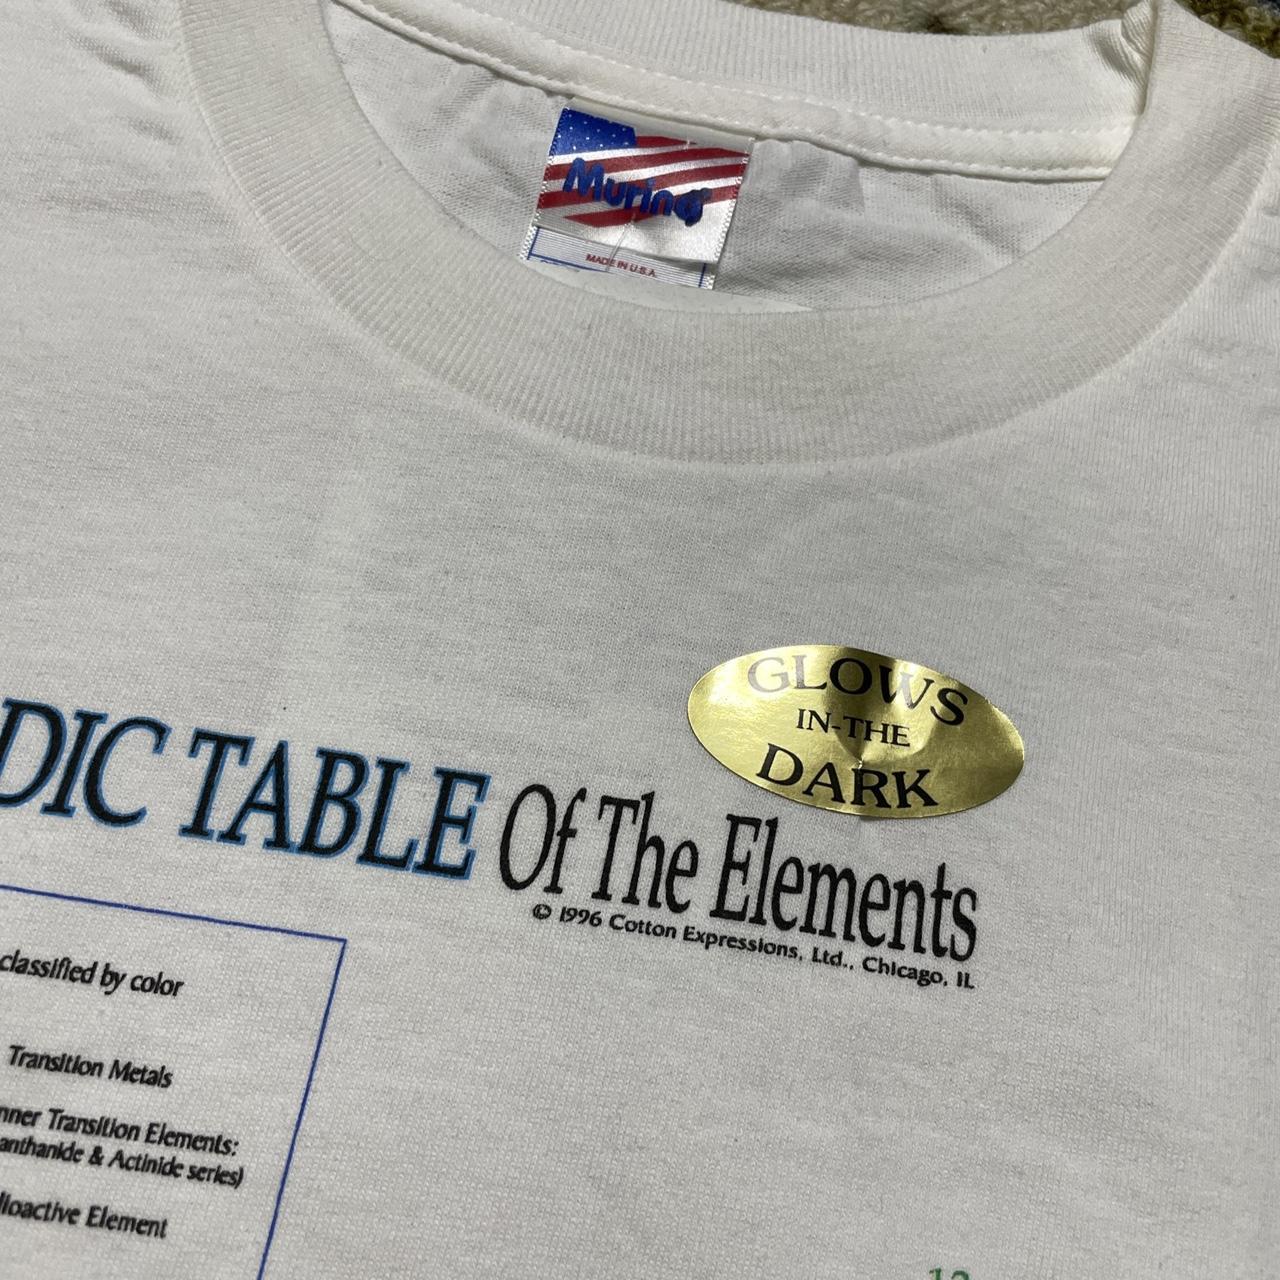 Murina
MADE IN U.S.A.
GLOWS
IN-THE
DARK
DIC TABLE Of The Elements
© 1996 Cotton Expressions, Ltd., Chicago, IL
classified by color
Transition Metals
nner Transition Elements:
anthanide & Actinide series)
dioactive Element